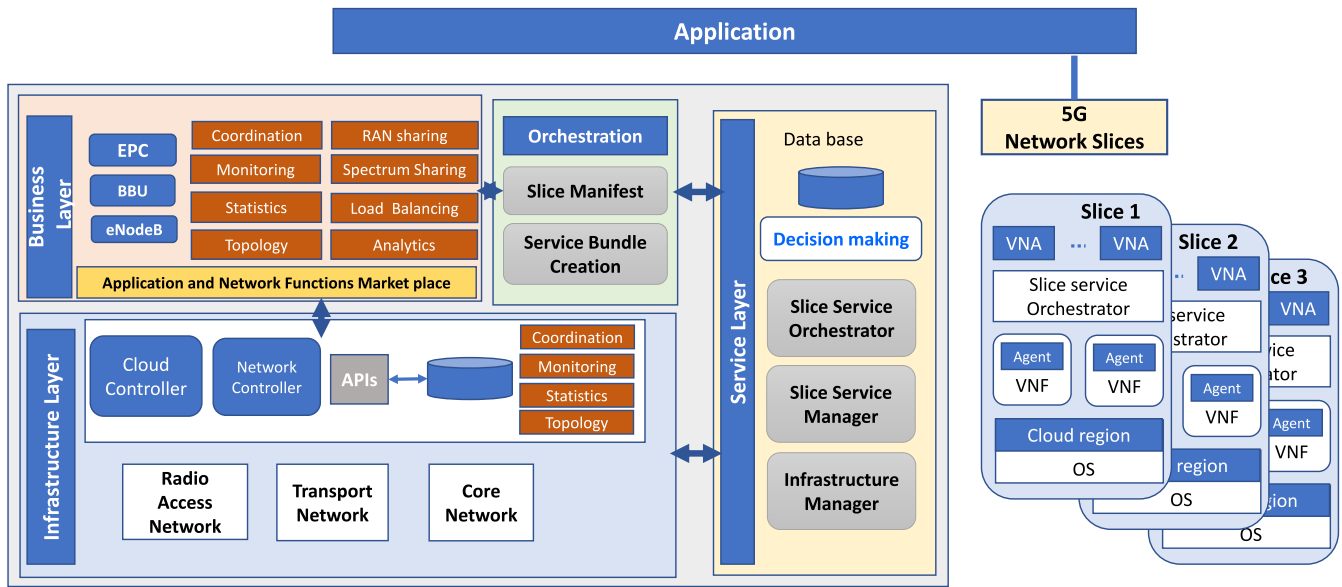 Application
5G
Network Slices
Business
Layer
EPC
BBU
eNodeB
Coordination
RAN sharing
Monitoring
Spectrum Sharing
Statistics
Load Balancing
Topology
Analytics
Application and Network Functions Market place
Orchestration
Slice Manifest
Service Bundle
Creation
Service Layer
Data base
Decision making
Slice Service
Orchestrator
Slice Service
Manager
Infrastructure
Manager
Infrastructure Layer
Cloud
Controller
Network
Controller
APIs
Coordination
Monitoring
Statistics
Topology
Radio
Access
Network
Transport
Network
Core
Network
Slice 1
VNA
...
VNA
Slice service
Orchestrator
Agent
VNF
Agent
VNF
Cloud region
OS
Slice 2
..
VNA
service
strator
Agent
VNF
region
OS
ce 3
VNA
vice
ator
Agent
VNF
gion
OS